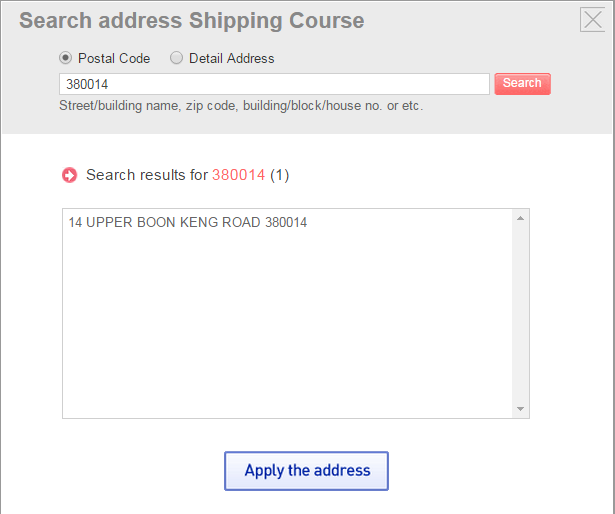 Search address Shipping Course
Postal Code Detail Address
380014 Search
Street/building name, zip code, building/block/house no. or etc.
Search results for 380014 (1)
14 UPPER BOON KENG ROAD 380014
Apply the address